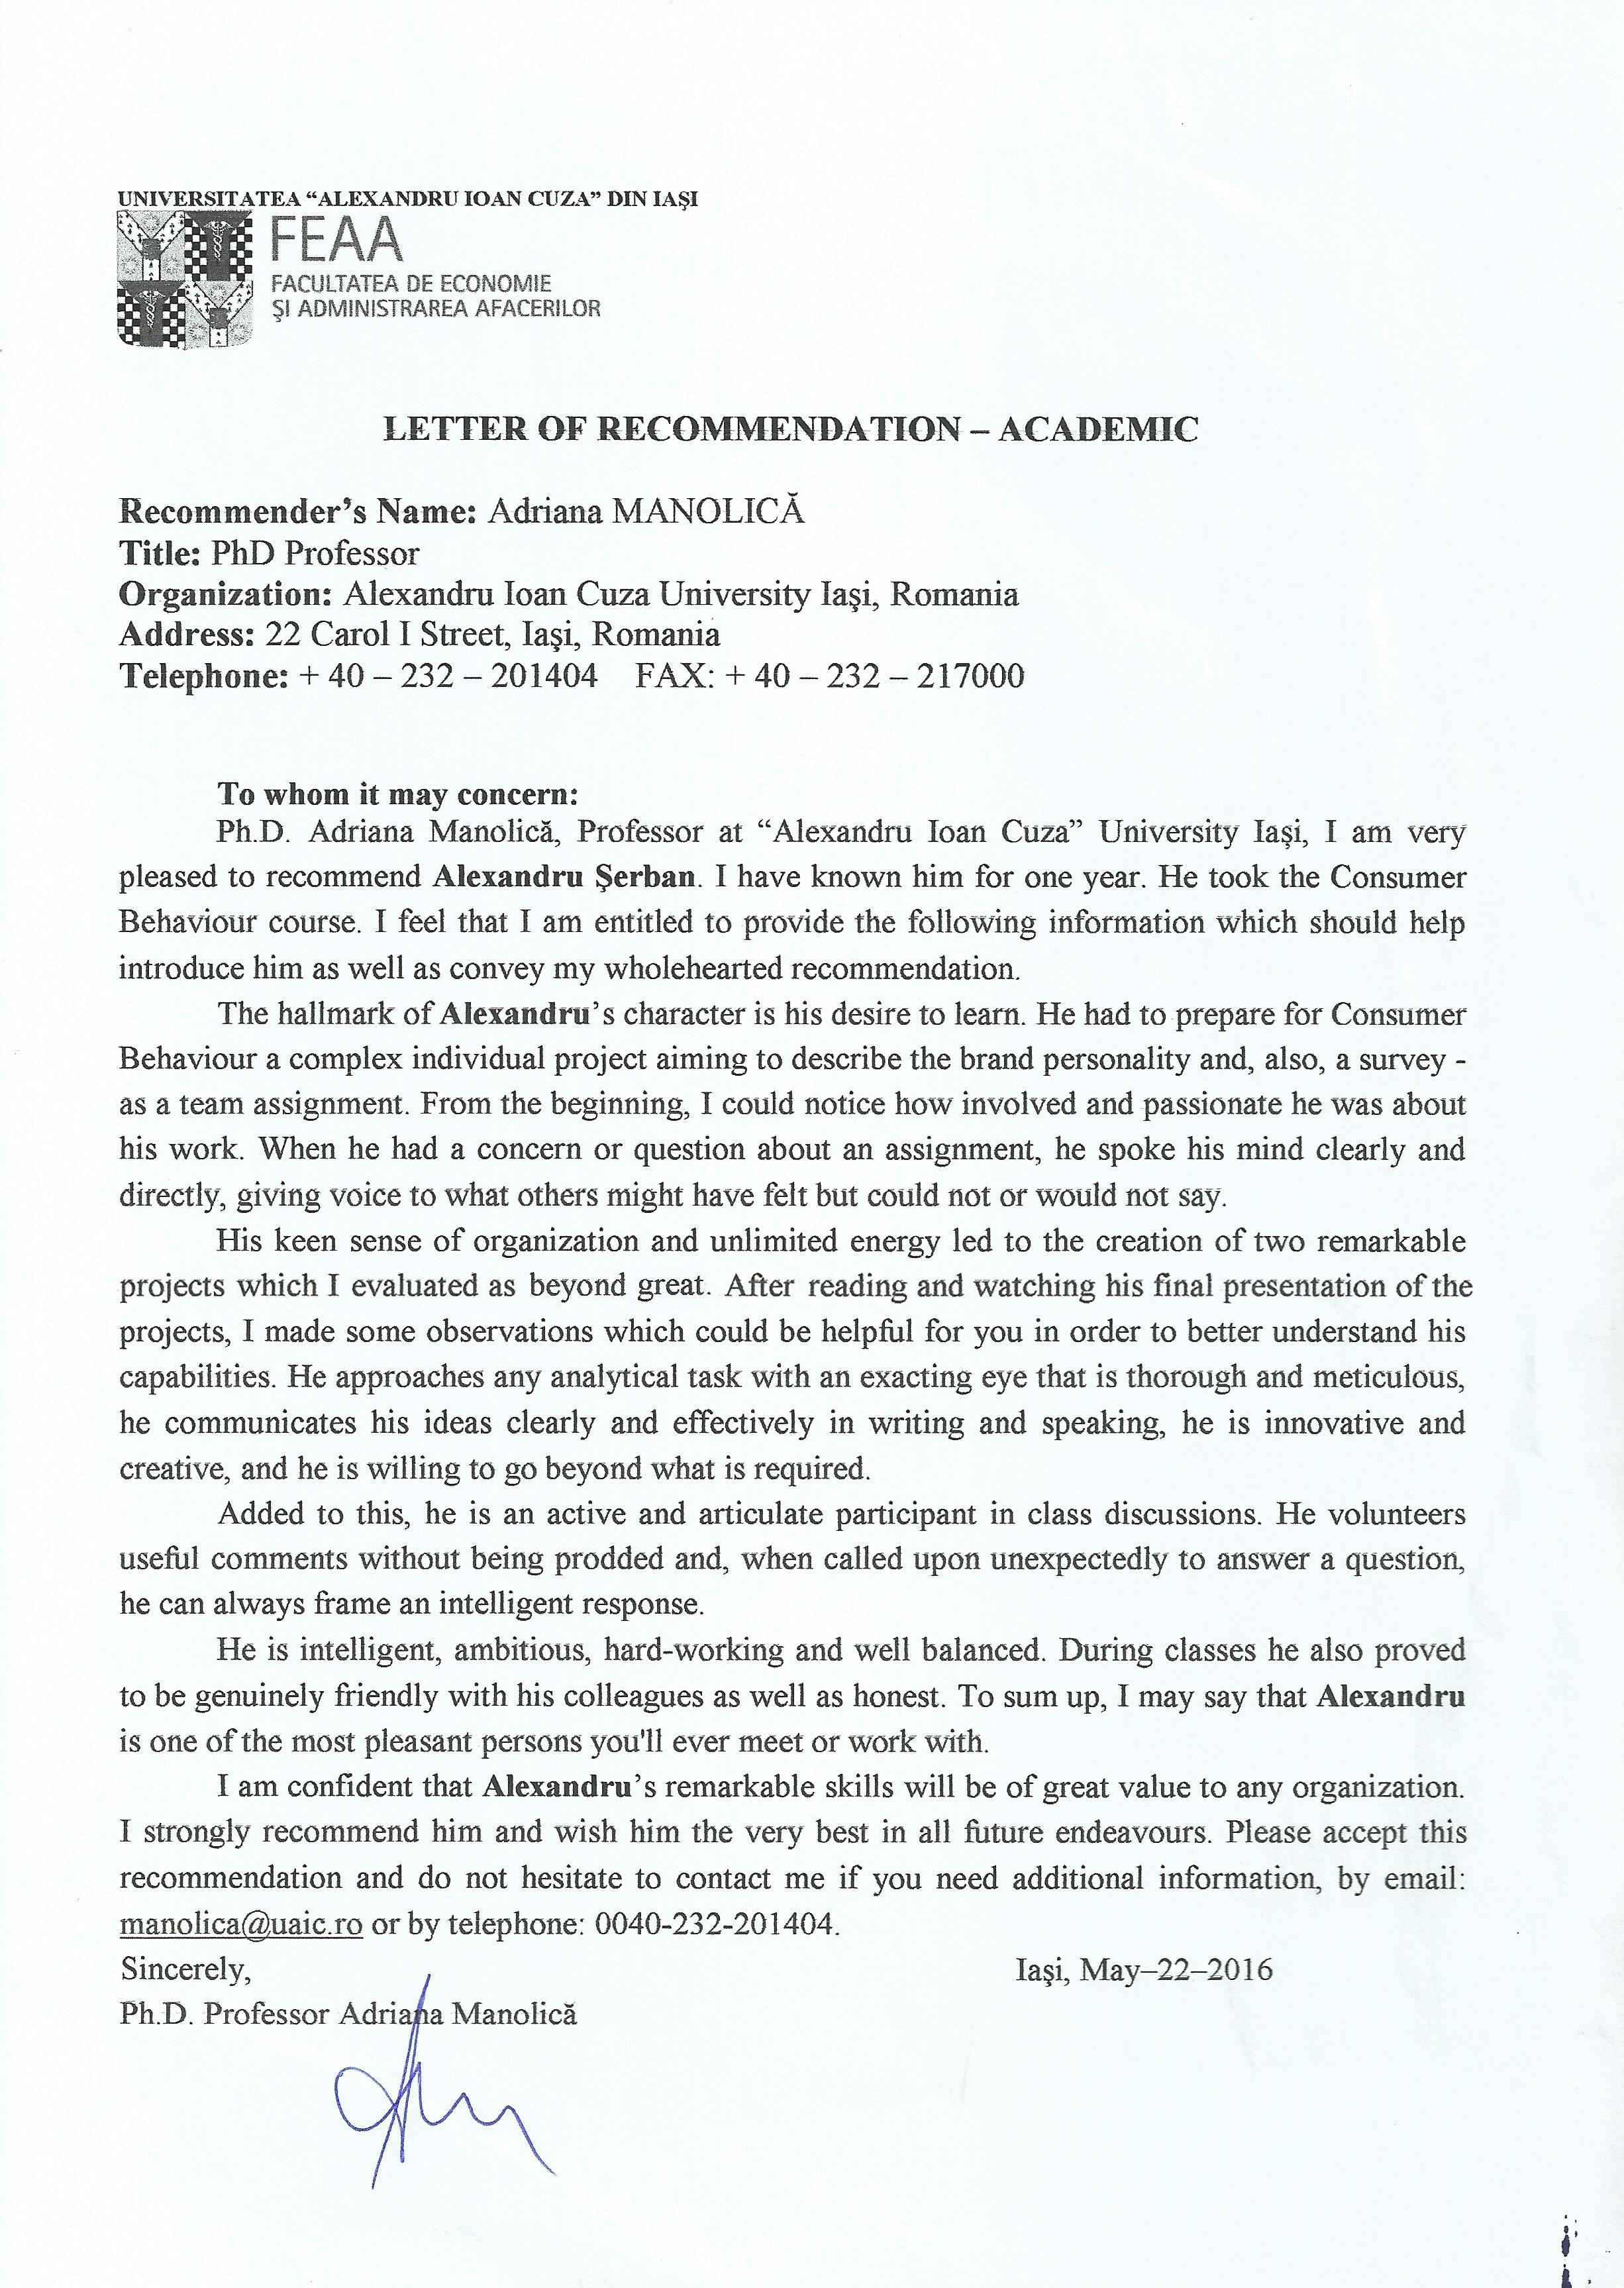 UNIVERSITATEA “ALEXANDRU IOAN CUZA” DIN IAŞI
FEAA
FACULTATEA DE ECONOMIE
ŞI ADMINISTRAREA AFACERILOR
LETTER OF RECOMMENDATION – ACADEMIC
Recommender’s Name: Adriana MANOLICĂ
Title: PhD Professor
Organization: Alexandru Ioan Cuza University Iaşi, Romania
Address: 22 Carol I Street, Iaşi, Romania
Telephone: + 40 – 232 – 201404 FAX: + 40 – 232 – 217000
To whom it may concern:
Ph.D. Adriana Manolică, Professor at “Alexandru Ioan Cuza” University Iaşi, I am very
pleased to recommend Alexandru Şerban. I have known him for one year. He took the Consumer
Behaviour course. I feel that I am entitled to provide the following information which should help
introduce him as well as convey my wholehearted recommendation.
The hallmark of Alexandru’s character is his desire to learn. He had to prepare for Consumer
Behaviour a complex individual project aiming to describe the brand personality and, also, a survey -
as a team assignment. From the beginning, I could notice how involved and passionate he was about
his work. When he had a concern or question about an assignment, he spoke his mind clearly and
directly, giving voice to what others might have felt but could not or would not say.
His keen sense of organization and unlimited energy led to the creation of two remarkable
projects which I evaluated as beyond great. After reading and watching his final presentation of the
projects, I made some observations which could be helpful for you in order to better understand his
capabilities. He approaches any analytical task with an exacting eye that is thorough and meticulous,
he communicates his ideas clearly and effectively in writing and speaking, he is innovative and
creative, and he is willing to go beyond what is required.
Added to this, he is an active and articulate participant in class discussions. He volunteers
useful comments without being prodded and, when called upon unexpectedly to answer a question,
he can always frame an intelligent response.
He is intelligent, ambitious, hard-working and well balanced. During classes he also proved
to be genuinely friendly with his colleagues as well as honest. To sum up, I may say that Alexandru
is one of the most pleasant persons you'll ever meet or work with.
I am confident that Alexandru’s remarkable skills will be of great value to any organization.
I strongly recommend him and wish him the very best in all future endeavours. Please accept this
recommendation and do not hesitate to contact me if you need additional information, by email:
manolica@uaic.ro or by telephone: 0040-232-201404.
Sincerely, Iaşi, May–22–2016
Ph.D. Professor Adriana Manolică